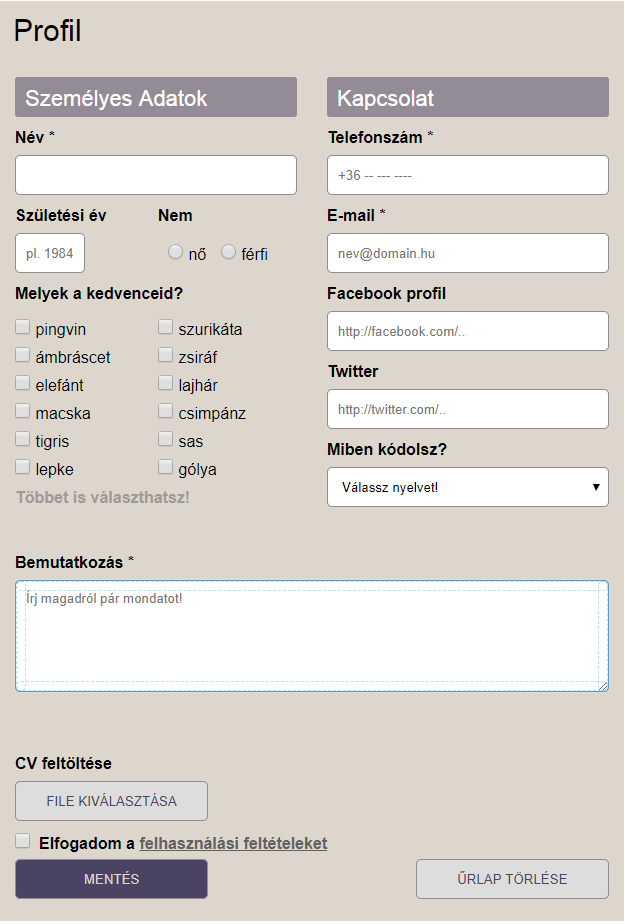 Profil
Személyes Adatok
Név *
Születési év Nem
pl. 1984 nő férfi
Melyek a kedvenceid?
pingvin szurikáta
ámbráscet zsiráf
elefánt lajhár
macska csimpánz
tigris sas
lepke gólya
Többet is választhatsz!
Kapcsolat
Telefonszám *
+36 -- --- ----
E-mail *
nev@domain.hu
Facebook profil
http://facebook.com/..
Twitter
http://twitter.com/..
Miben kódolsz?
Válassz nyelvet!
Bemutatkozás *
Írj magadról pár mondatot!
CV feltöltése
FILE KIVÁLASZTÁSA
Elfogadom a felhasználási feltételeket
MENTÉS ŰRLAP TÖRLÉSE